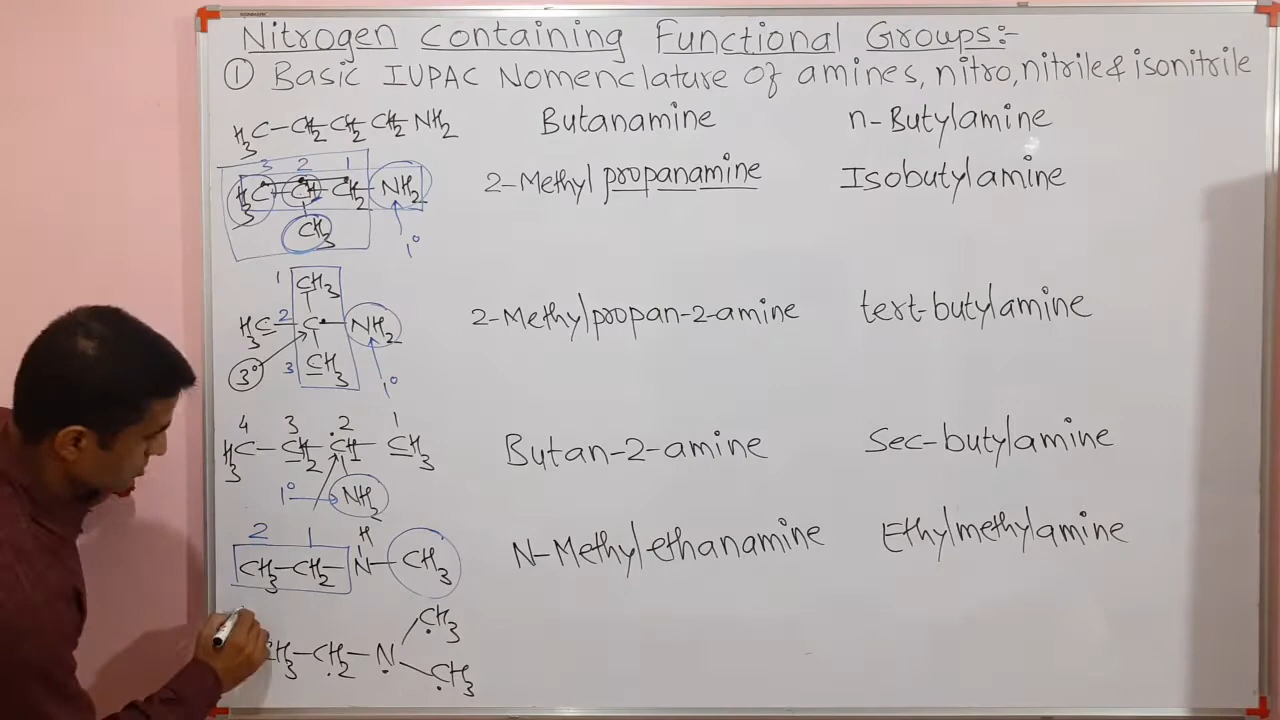 Nitrogen Containing Functional Groups:-
① Basic IUPAC Nomenclature of amines, nitro, nitrile & isonitrile
H3C-CH2-CH2-CH2-NH2 Butanamine n-Butylamine
3 2 1
H3C-CH-CH2-NH2 2-Methyl propanamine Isobutylamine
CH3 1°
1 CH3
H3C- 2 C-NH2 2-Methylpropan-2-amine tert-butylamine
3° 3 CH3 1°
4 3 2 1
H3C-CH2-CH-CH3 Butan-2-amine Sec-butylamine
1° NH2
2 1 H
CH3-CH2-N-CH3 N-Methylethanamine Ethylmethylamine
CH3
CH3-CH2-N
CH3